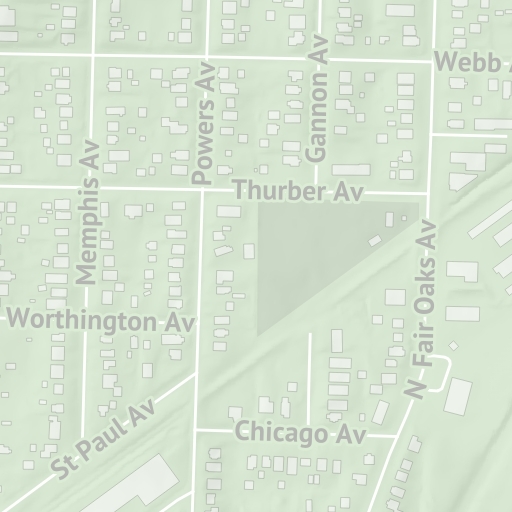 Webb A
Powers Av
Gannon Av
Thurber Av
Memphis Av
N Fair Oaks Av
Worthington Av
St Paul Av
Chicago Av